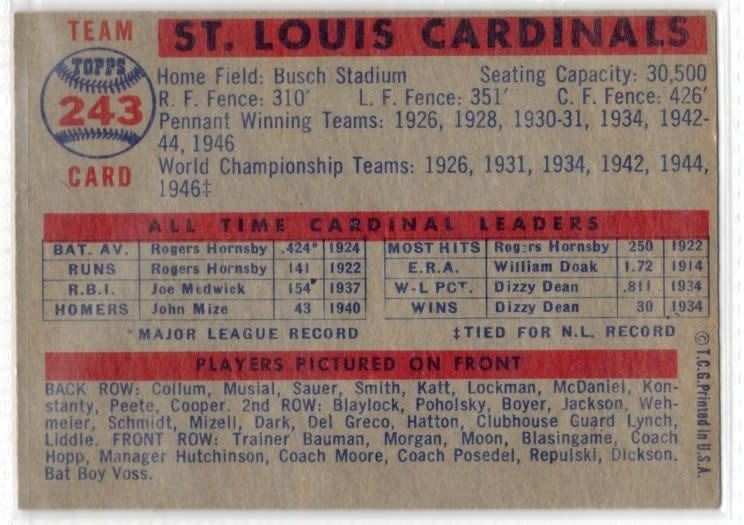 TEAM
TOPPS
243
CARD
ST. LOUIS CARDINALS
Home Field: Busch Stadium Seating Capacity: 30,500
R. F. Fence: 310′ L. F. Fence: 351′ C. F. Fence: 426′
Pennant Winning Teams: 1926, 1928, 1930-31, 1934, 1942-
44, 1946
World Championship Teams: 1926, 1931, 1934, 1942, 1944,
1946‡
ALL TIME CARDINAL LEADERS
BAT. AV. Rogers Hornsby .424* 1924 MOST HITS Rogers Hornsby 250 1922
RUNS Rogers Hornsby 141 1922 E.R.A. William Doak 1.72 1914
R.B.I. Joe Medwick 154 1937 W-L PCT. Dizzy Dean .811 1934
HOMERS John Mize 43 1940 WINS Dizzy Dean 30 1934
*MAJOR LEAGUE RECORD ‡TIED FOR N.L. RECORD
PLAYERS PICTURED ON FRONT
BACK ROW: Collum, Musial, Sauer, Smith, Katt, Lockman, McDaniel, Kon-
stanty, Peete, Cooper. 2nd ROW: Blaylock, Poholsky, Boyer, Jackson, Weh-
meier, Schmidt, Mizell, Dark, Del Greco, Hatton, Clubhouse Guard Lynch,
Liddle. FRONT ROW: Trainer Bauman, Morgan, Moon, Blasingame, Coach
Hopp, Manager Hutchinson, Coach Moore, Coach Posedel, Repulski, Dickson.
Bat Boy Voss.
© T.C.G. Printed in U.S.A.